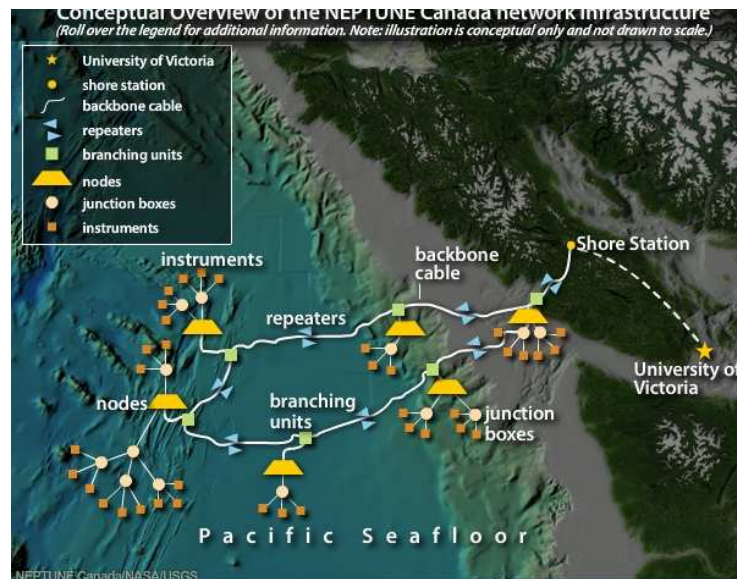 Conceptual Overview of the NEPTUNE Canada network infrastructure
(Roll over the legend for additional information. Note: illustration is conceptual only and not drawn to scale.)
University of Victoria
shore station
backbone cable
repeaters
branching units
nodes
junction boxes
instruments
Shore Station
backbone
cable
instruments
repeaters
University of
Victoria
nodes
branching
units
junction
boxes
Pacific Seafloor
NEPTUNE Canada/NASA/USGS